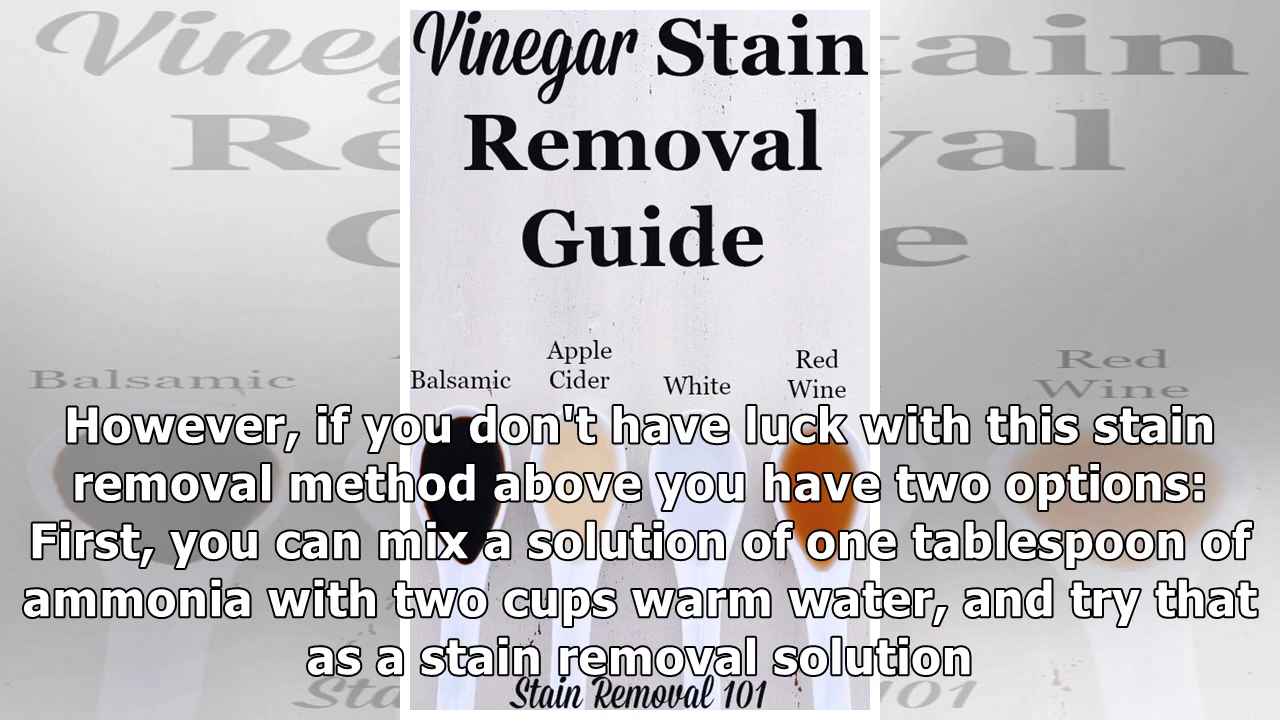 Vinegar Stain
Removal
Guide
Balsamic
Apple
Cider
White
Red
Wine
However, if you don't have luck with this stain
removal method above you have two options:
First, you can mix a solution of one tablespoon of
ammonia with two cups warm water, and try that
as a stain removal solution
Stain Removal 101